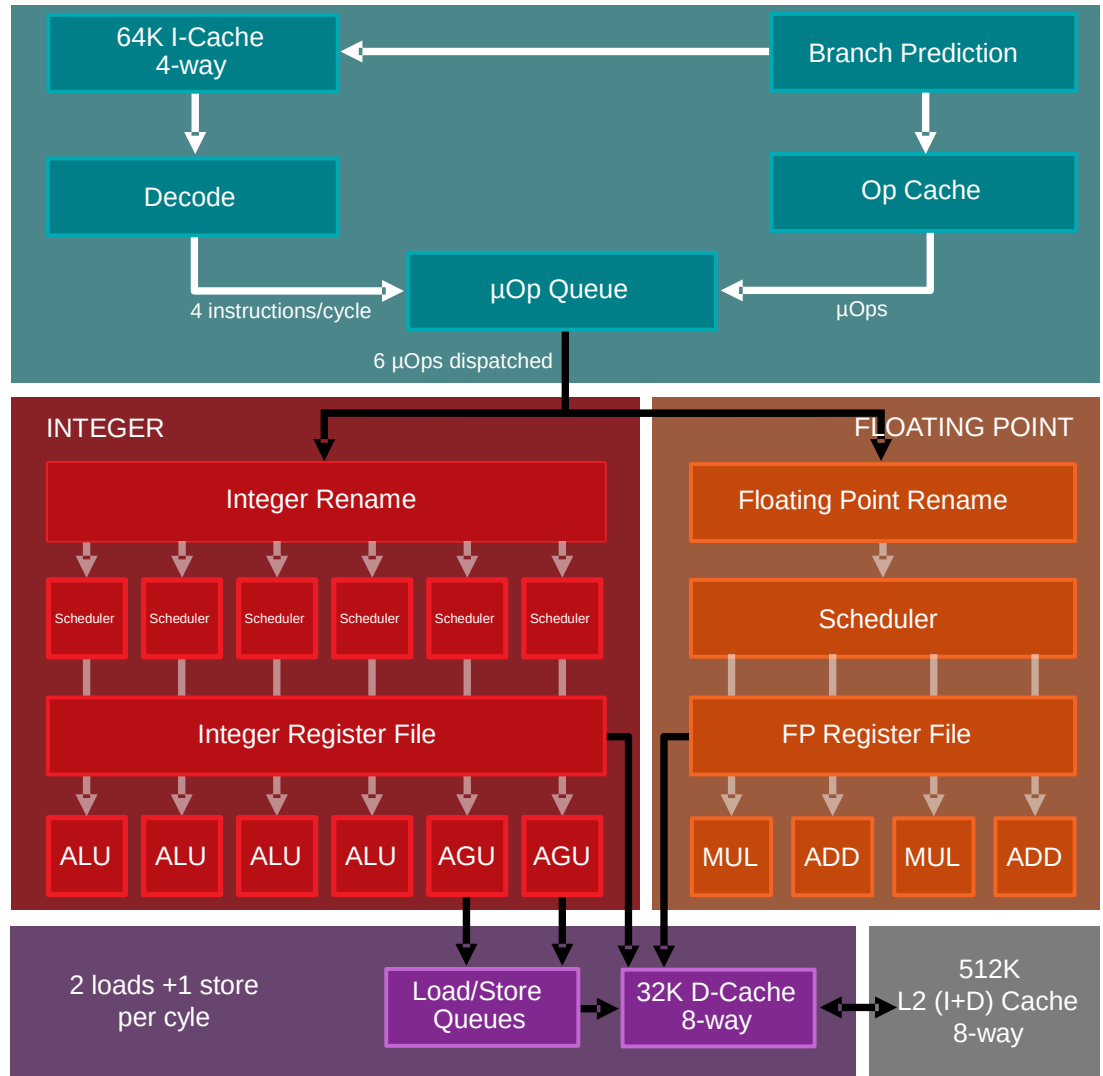 64K I-Cache
4-way
Branch Prediction
Decode
Op Cache
µOp Queue
4 instructions/cycle
µOps
6 µOps dispatched
INTEGER
FLOATING POINT
Integer Rename
Floating Point Rename
Scheduler
Scheduler
Scheduler
Scheduler
Scheduler
Scheduler
Scheduler
Integer Register File
FP Register File
ALU
ALU
ALU
ALU
AGU
AGU
MUL
ADD
MUL
ADD
2 loads +1 store
per cyle
Load/Store
Queues
32K D-Cache
8-way
512K
L2 (I+D) Cache
8-way